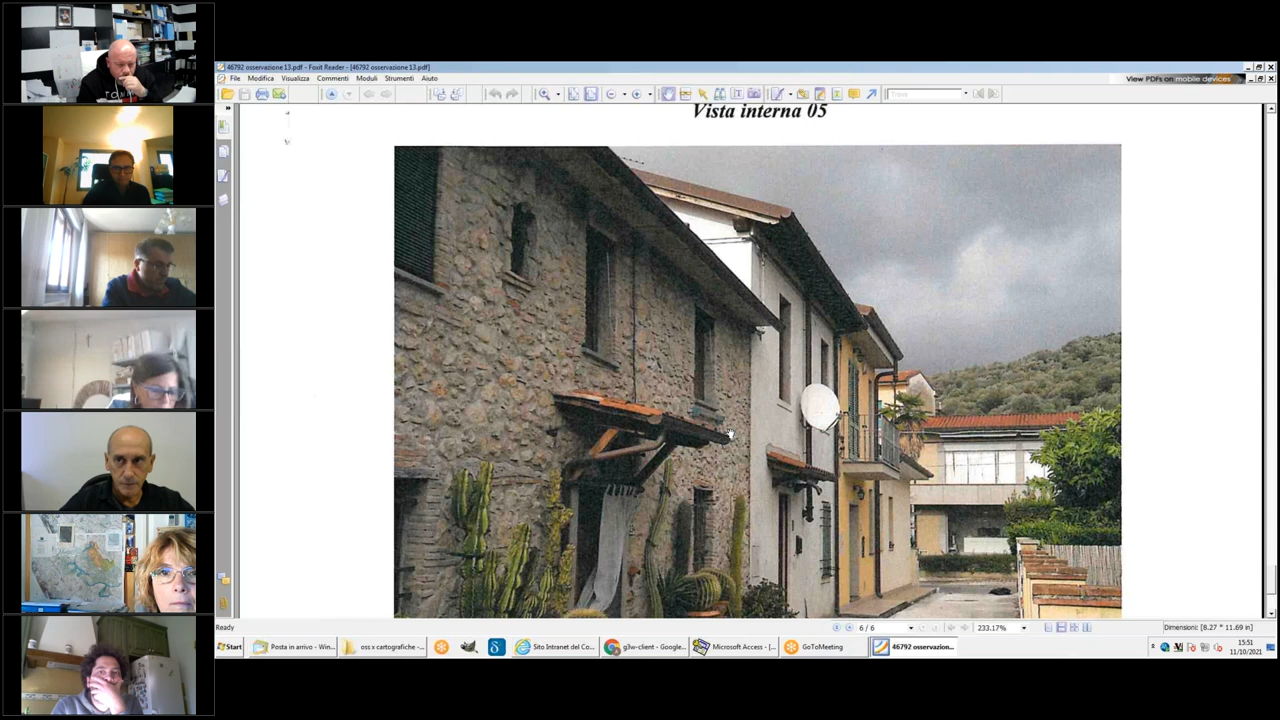 46792 osservazione 13.pdf - Foxit Reader - [46792 osservazione 13.pdf]
File Modifica Visualizza Commenti Moduli Strumenti Aiuto
View PDFs on mobile devices
Trova
Vista interna 05
Ready
6 / 6
233.17%
Dimensioni: [8.27 * 11.69 in]
Start
Posta in arrivo - Win...
oss x cartografiche -...
Sito Intranet del Co...
g3w-client - Google...
Microsoft Access - [...
GoToMeeting
46792 osservazion...
15:51
11/10/2021